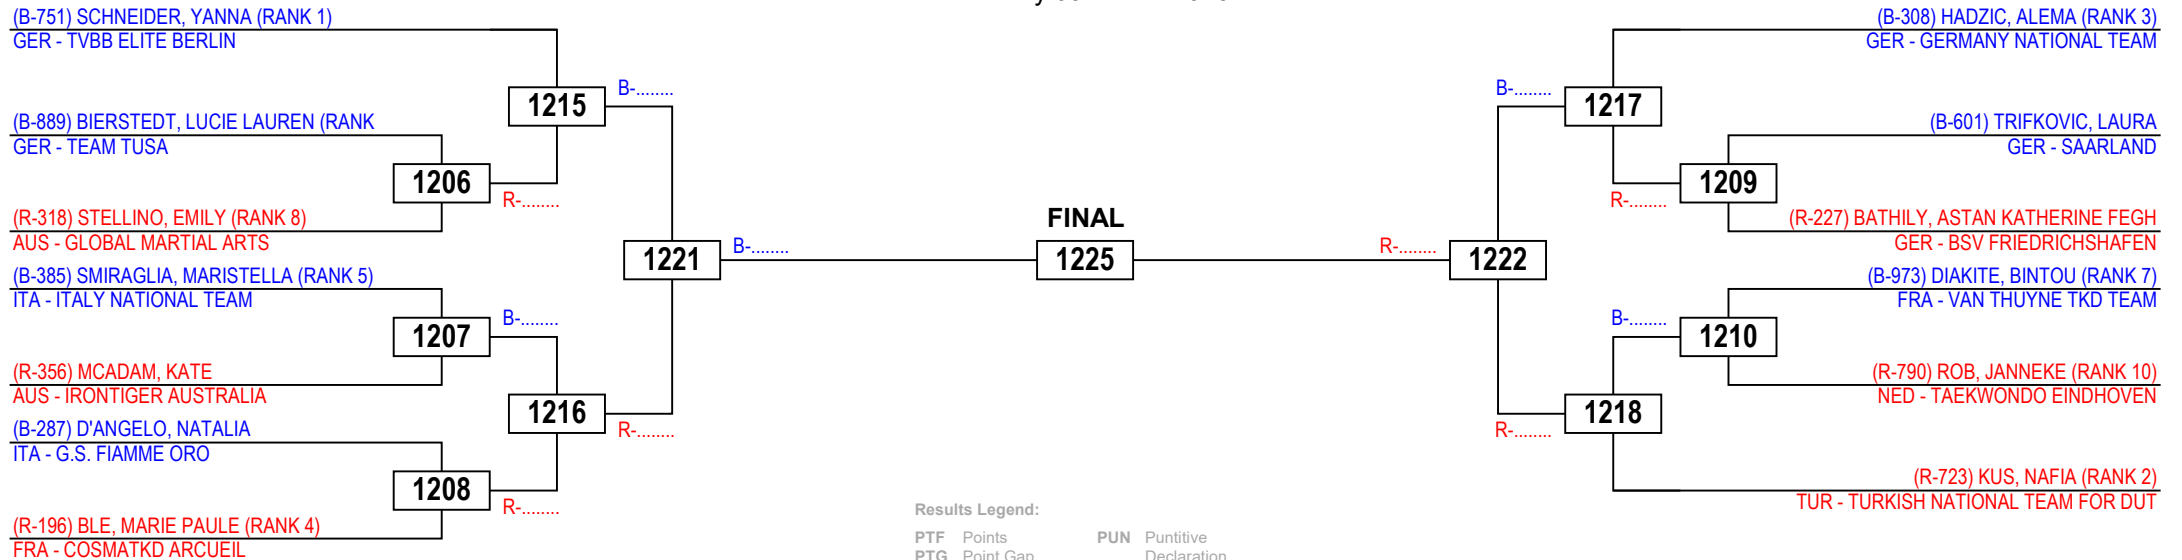 (B-751) SCHNEIDER, YANNA (RANK 1)
GER - TVBB ELITE BERLIN
(B-889) BIERSTEDT, LUCIE LAUREN (RANK
GER - TEAM TUSA
(R-318) STELLINO, EMILY (RANK 8)
AUS - GLOBAL MARTIAL ARTS
(B-385) SMIRAGLIA, MARISTELLA (RANK 5)
ITA - ITALY NATIONAL TEAM
(R-356) MCADAM, KATE
AUS - IRONTIGER AUSTRALIA
(B-287) D'ANGELO, NATALIA
ITA - G.S. FIAMME ORO
(R-196) BLE, MARIE PAULE (RANK 4)
FRA - COSMATKD ARCUEIL
1206
1207
1208
R-........
B-........
R-........
1215
1216
B-........
R-........
1221
B-........
FINAL
1225
R-........
1222
B-........
R-........
1217
1218
R-........
B-........
1209
1210
(B-308) HADZIC, ALEMA (RANK 3)
GER - GERMANY NATIONAL TEAM
(B-601) TRIFKOVIC, LAURA
GER - SAARLAND
(R-227) BATHILY, ASTAN KATHERINE FEGH
GER - BSV FRIEDRICHSHAFEN
(B-973) DIAKITE, BINTOU (RANK 7)
FRA - VAN THUYNE TKD TEAM
(R-790) ROB, JANNEKE (RANK 10)
NED - TAEKWONDO EINDHOVEN
(R-723) KUS, NAFIA (RANK 2)
TUR - TURKISH NATIONAL TEAM FOR DUT
Results Legend:
PTF Points PUN Puntitive
PTG Point Gap Declaration